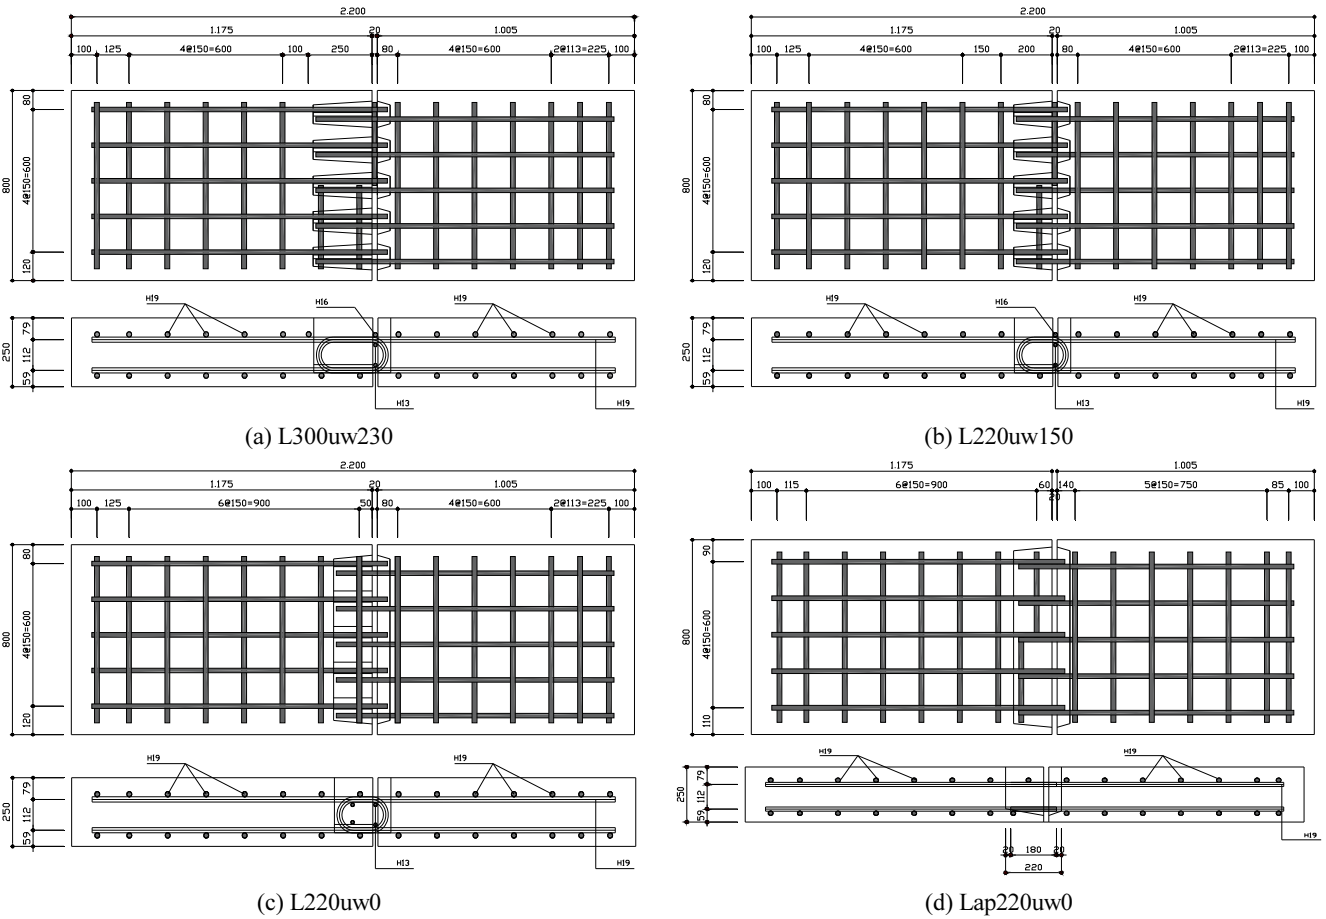 2.200
1.175 20 1.005
100 125 4@150=600 100 250 80 4@150=600 2@113=225 100
80
800 4@150=600
120
H19 H16 H19
79
250 112
59
H13 H19
(a) L300uw230
2.200
1.175 20 1.005
100 125 4@150=600 150 200 80 4@150=600 2@113=225 100
80
800 4@150=600
120
H19 H16 H19
79
250 112
59
H13 H19
(b) L220uw150
2.200
1.175 20 1.005
100 125 6@150=900 50 80 4@150=600 2@113=225 100
80
800 4@150=600
120
H19 H19
79
250 112
59
H13 H19
(c) L220uw0
1.175 1.005
100 115 6@150=900 60 140 5@150=750 85 100
20
90
800 4@150=600
110
H19 H19
79
250 112
59
H19
20 180 20
220
(d) Lap220uw0